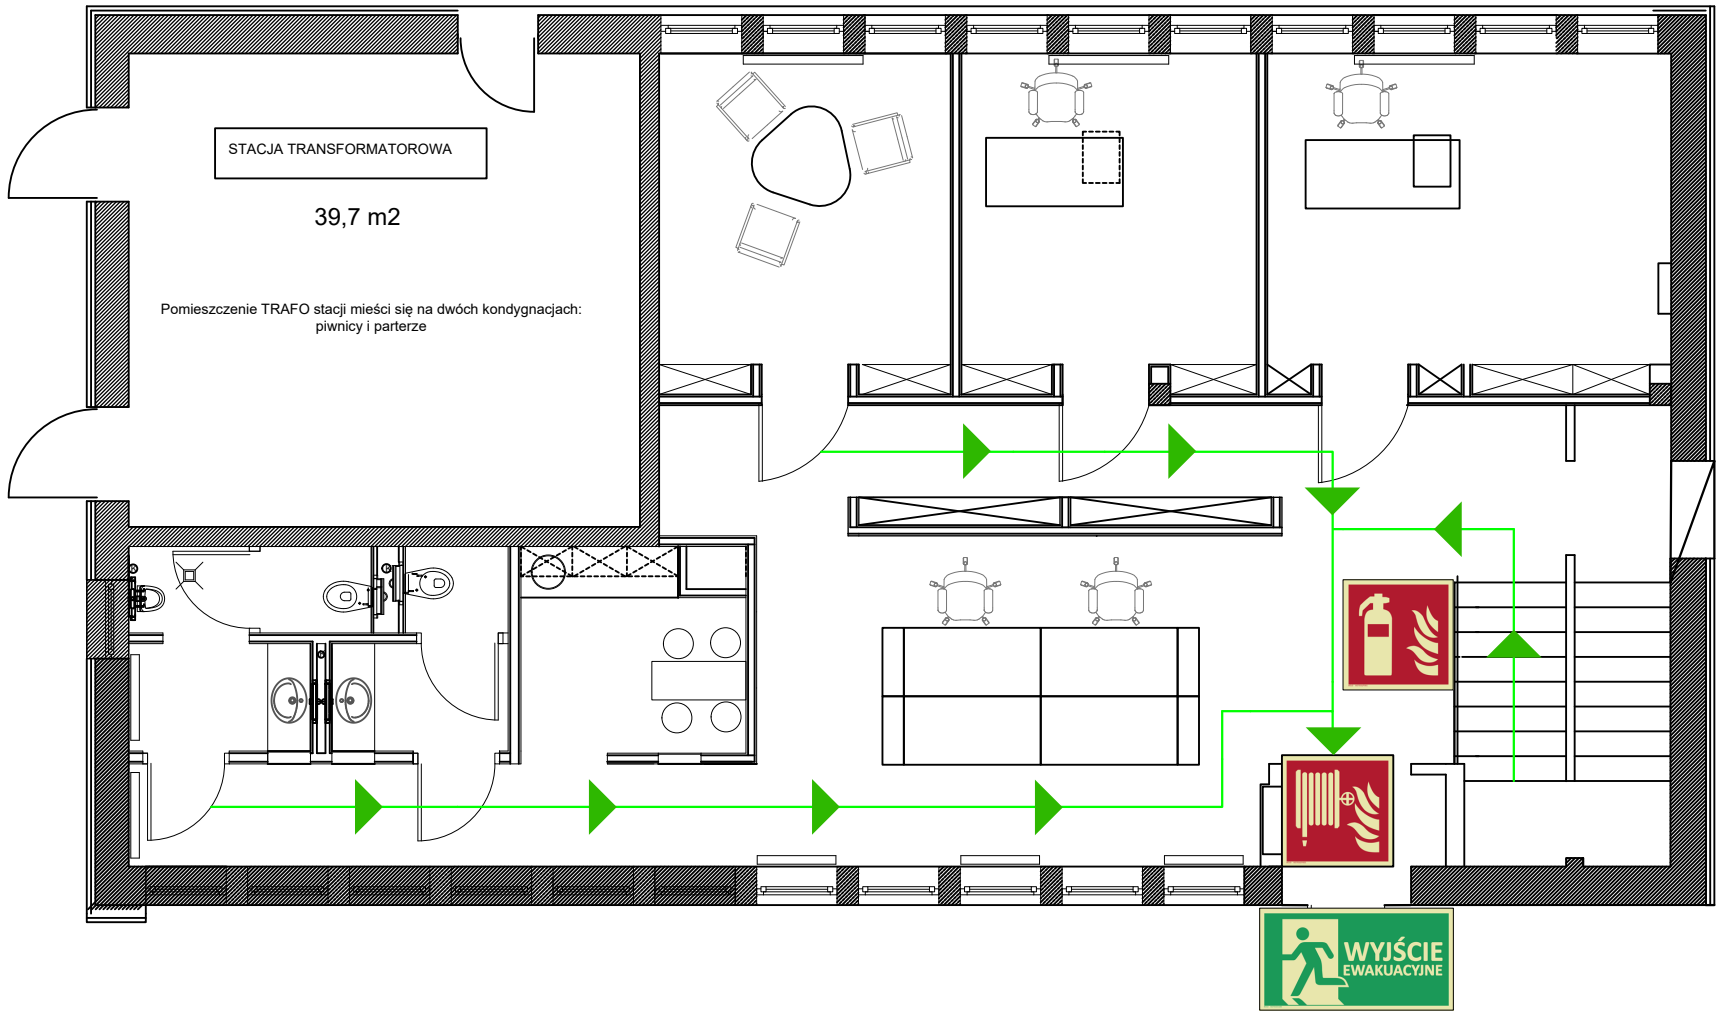 STACJA TRANSFORMATOROWA
39,7 m2
Pomieszczenie TRAFO stacji mieści się na dwóch kondygnacjach:
piwnicy i parterze
WYJŚCIE
EWAKUACYJNE